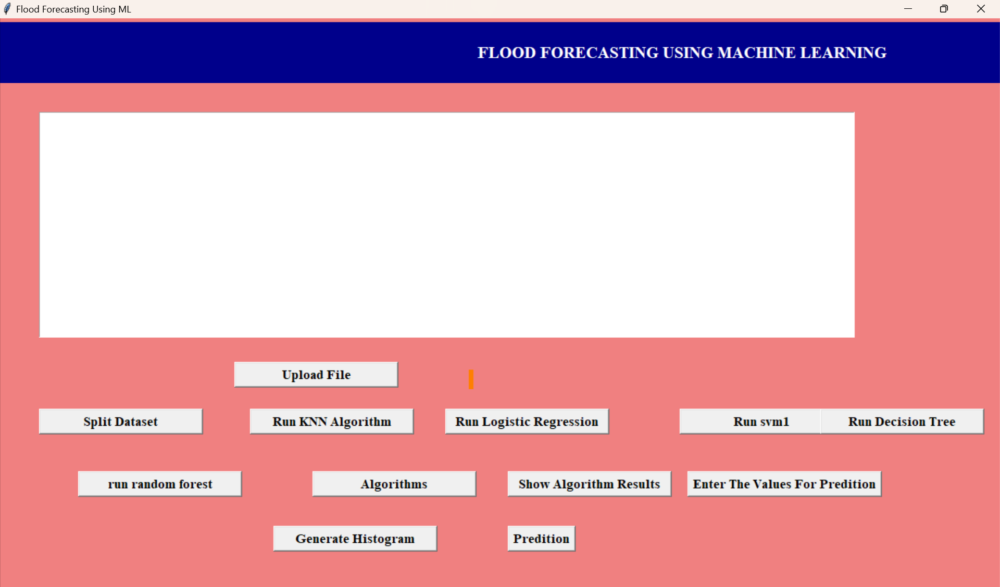 Flood Forecasting Using ML
FLOOD FORECASTING USING MACHINE LEARNING
Upload File
Split Dataset
Run KNN Algorithm
Run Logistic Regression
Run svm1
Run Decision Tree
run random forest
Algorithms
Show Algorithm Results
Enter The Values For Predition
Generate Histogram
Predition